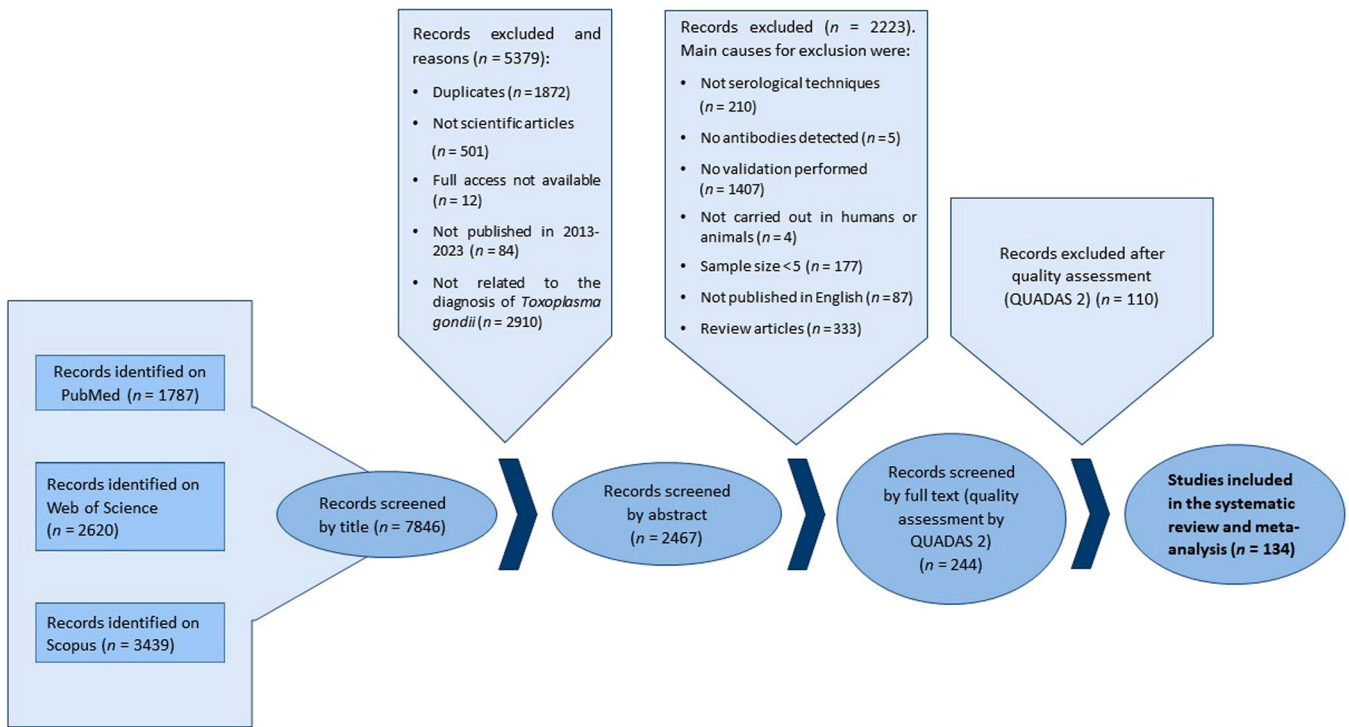 Records identified on
PubMed (n = 1787)
Records identified on
Web of Science
(n = 2620)
Records identified on
Scopus (n = 3439)
Records screened
by title (n = 7846)
Records excluded and
reasons (n = 5379):
• Duplicates (n = 1872)
• Not scientific articles
(n = 501)
• Full access not available
(n = 12)
• Not published in 2013-
2023 (n = 84)
• Not related to the
diagnosis of Toxoplasma
gondii (n = 2910)
Records screened
by abstract
(n = 2467)
Records excluded (n = 2223).
Main causes for exclusion were:
• Not serological techniques
(n = 210)
• No antibodies detected (n = 5)
• No validation performed
(n = 1407)
• Not carried out in humans or
animals (n = 4)
• Sample size <5 (n = 177)
• Not published in English (n = 87)
• Review articles (n = 333)
Records screened
by full text (quality
assessment by
QUADAS 2)
(n = 244)
Records excluded after
quality assessment
(QUADAS 2) (n = 110)
Studies included
in the systematic
review and meta-
analysis (n = 134)